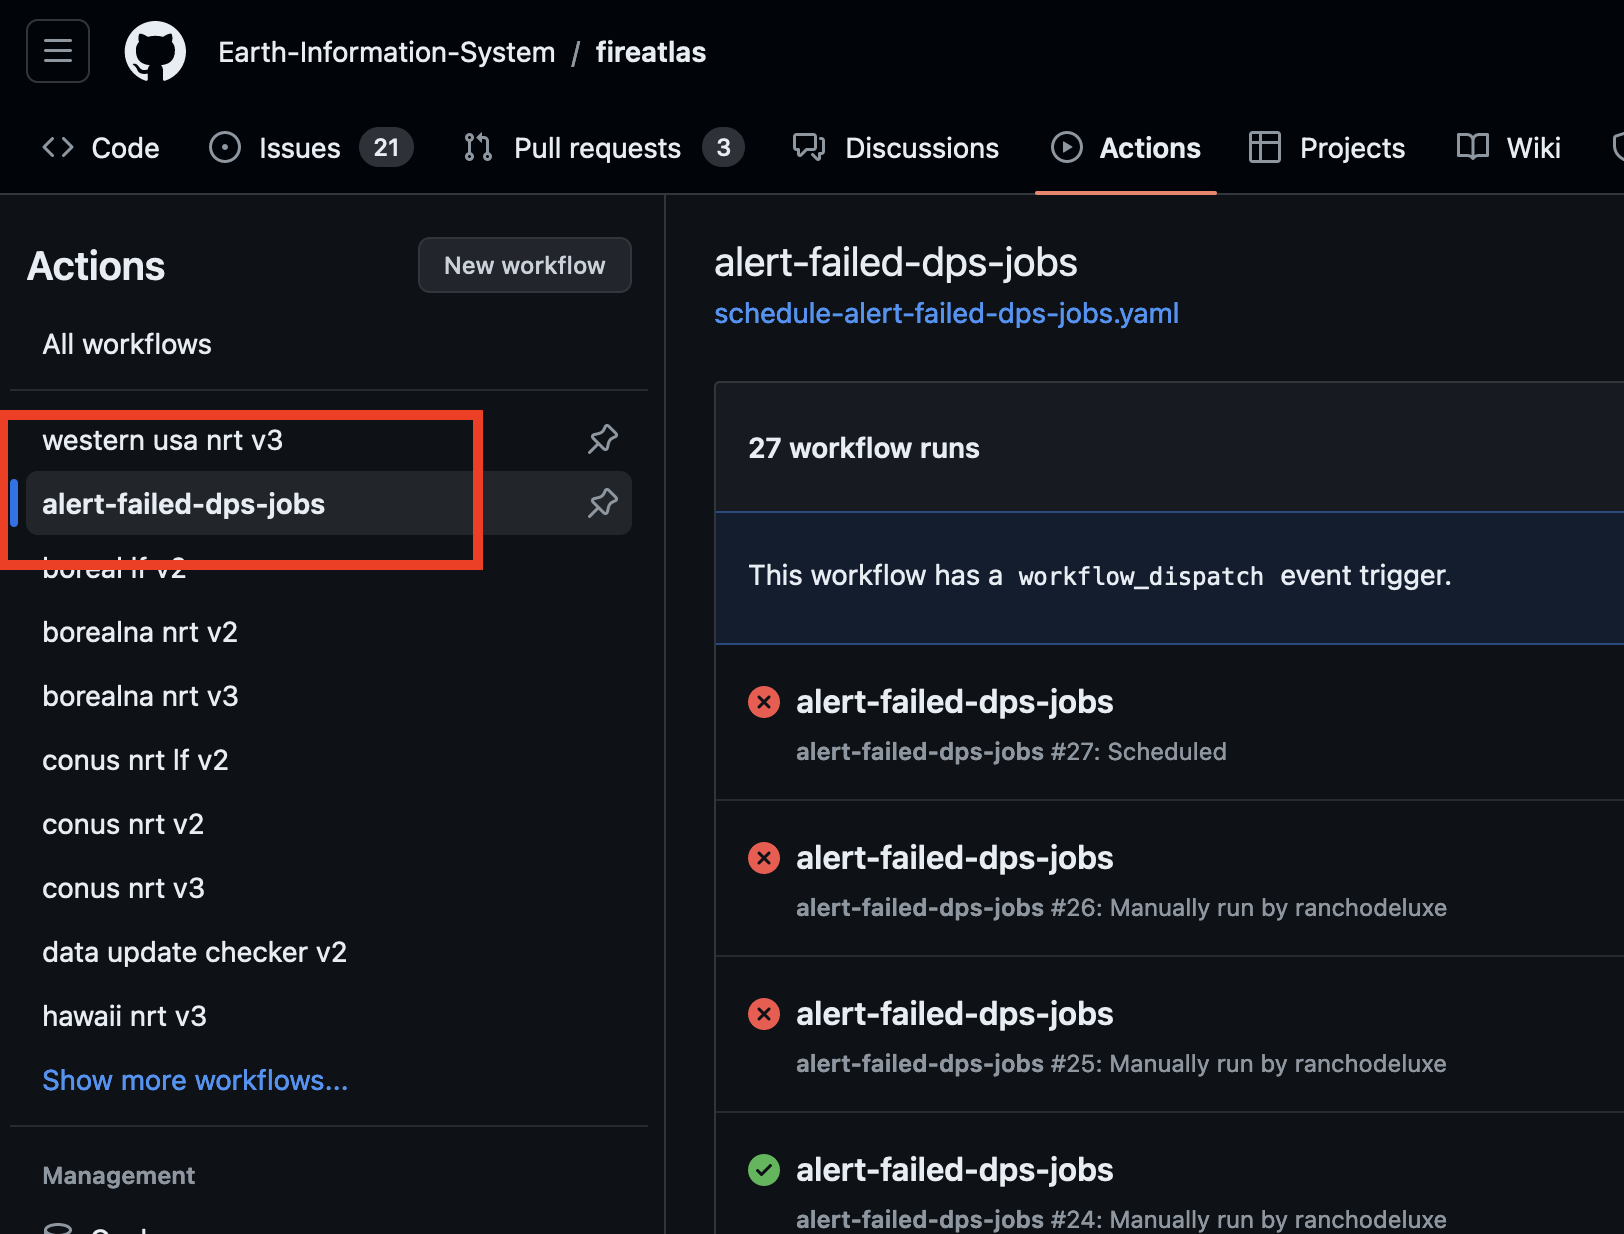 Earth-Information-System / fireatlas
Code Issues 21 Pull requests 3 Discussions Actions Projects Wiki
Actions
New workflow
All workflows
western usa nrt v3
alert-failed-dps-jobs
boreal lf v2
borealna nrt v2
borealna nrt v3
conus nrt lf v2
conus nrt v2
conus nrt v3
data update checker v2
hawaii nrt v3
Show more workflows...
Management
alert-failed-dps-jobs
schedule-alert-failed-dps-jobs.yaml
27 workflow runs
This workflow has a workflow_dispatch event trigger.
alert-failed-dps-jobs
alert-failed-dps-jobs #27: Scheduled
alert-failed-dps-jobs
alert-failed-dps-jobs #26: Manually run by ranchodeluxe
alert-failed-dps-jobs
alert-failed-dps-jobs #25: Manually run by ranchodeluxe
alert-failed-dps-jobs
alert-failed-dps-jobs #24: Manually run by ranchodeluxe